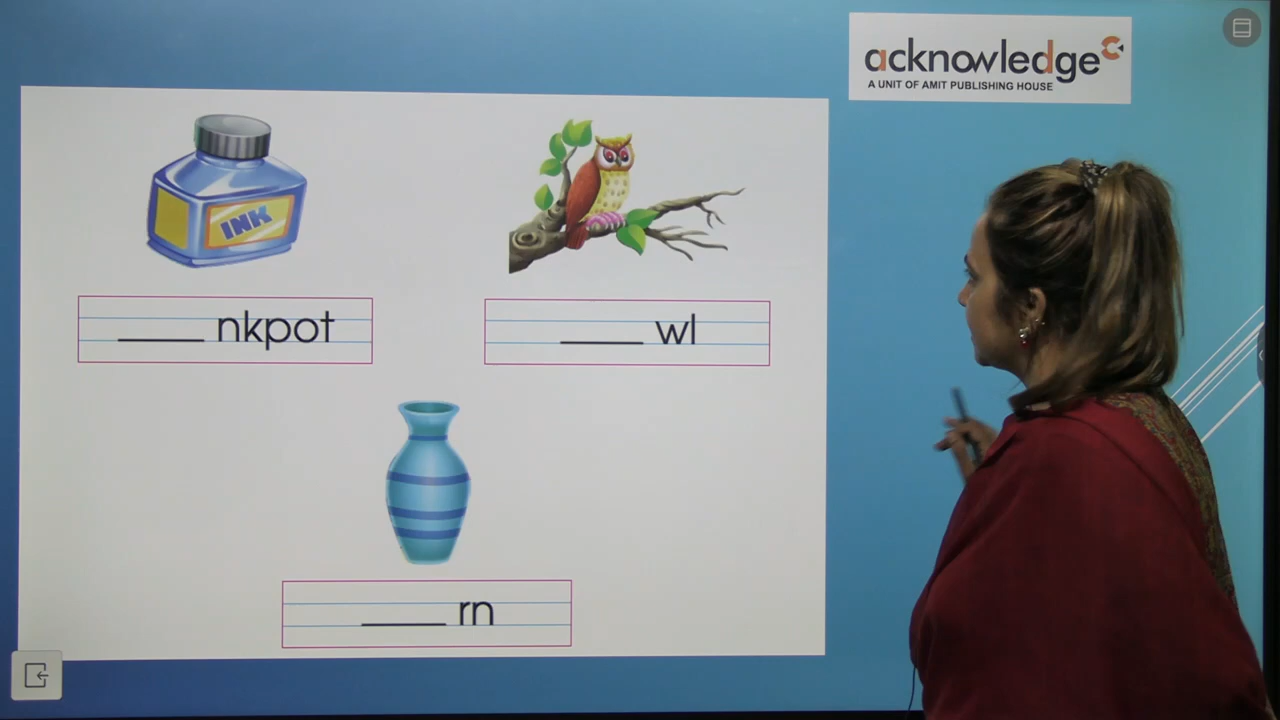 acknowledge
A UNIT OF AMIT PUBLISHING HOUSE
INK
____ nkpot
____ wl
____ rn